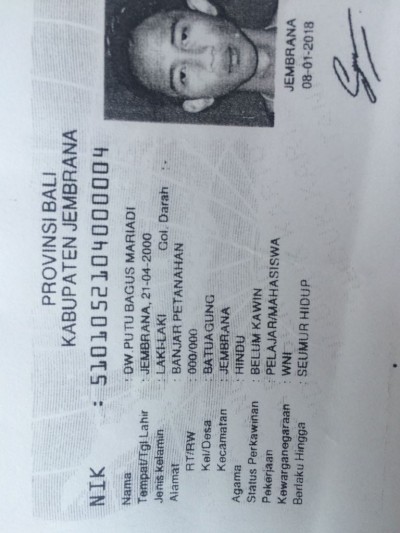 PROVINSI BALI
KABUPATEN JEMBRANA
NIK : 5101052104000004
Nama : DW PUTU BAGUS MARIADI
Tempat/Tgl Lahir : JEMBRANA, 21-04-2000
Jenis kelamin : LAKI-LAKI Gol. Darah : -
Alamat : BANJAR PETANAHAN
RT/RW : 000/000
Kel/Desa : BATUAGUNG
Kecamatan : JEMBRANA
Agama : HINDU
Status Perkawinan : BELUM KAWIN
Pekerjaan : PELAJAR/MAHASISWA
Kewarganegaraan : WNI
Berlaku Hingga : SEUMUR HIDUP
JEMBRANA
08-01-2018